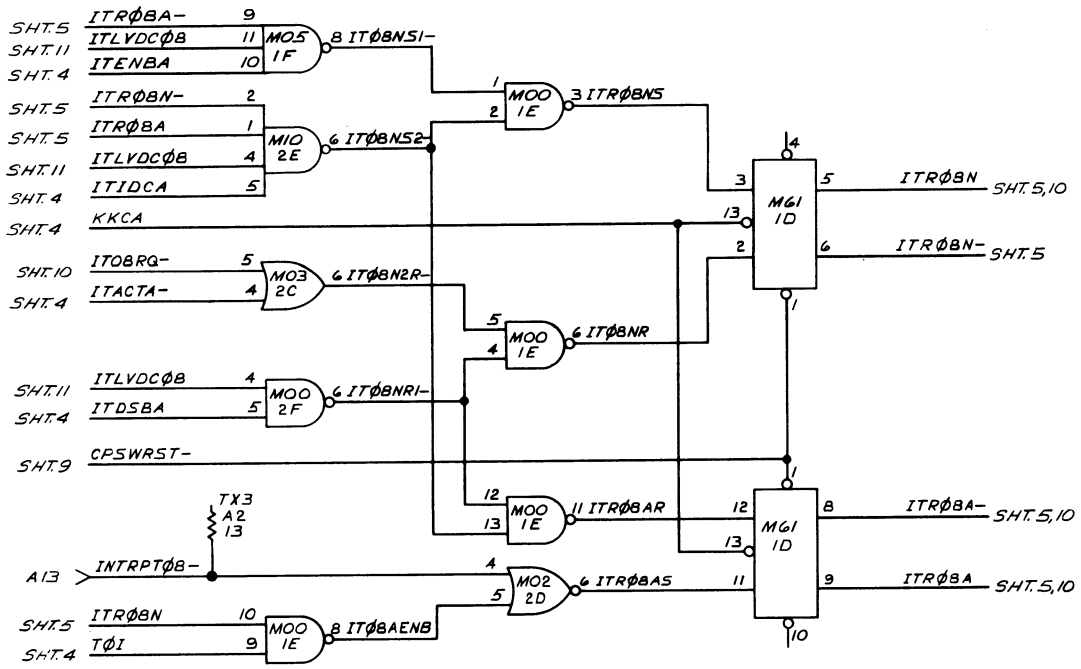 SHT.5 ITRØ8A- 9
SHT.11 ITLVDCØ8 11
SHT.4 ITENBA 10
MO5
1F
8 ITØ8NS1-
SHT.5 ITRØ8N- 2
SHT.5 ITRØ8A 1
SHT.11 ITLVDCØ8 4
SHT.4 ITIDCA 5
M10
2E
6 ITØ8NS2-
1
2
MOO
1E
3 ITRØ8NS
SHT.4 KKCA
SHT.10 ITO8RQ- 5
SHT.4 ITACTA- 4
MO3
2C
6 ITØ8N2R-
5
4
MOO
1E
6 ITØ8NR
4
3
13
2
M61
1D
5 ITRØ8N SHT.5,10
6 ITRØ8N- SHT.5
1
SHT.11 ITLVDCØ8 4
SHT.4 ITDSBA 5
MOO
2F
6 ITØ8NR1-
SHT.9 CPSWRST-
12
13
MOO
1E
11 ITRØ8AR
TX3
A2
13
A13 INTRPTØ8- 4
5
MO2
2D
6 ITRØ8AS
SHT.5 ITRØ8N 10
SHT.4 TØI 9
MOO
1E
8 ITØ8AENB
1
12
13
11
M61
1D
8 ITRØ8A- SHT.5,10
9 ITRØ8A SHT.5,10
10